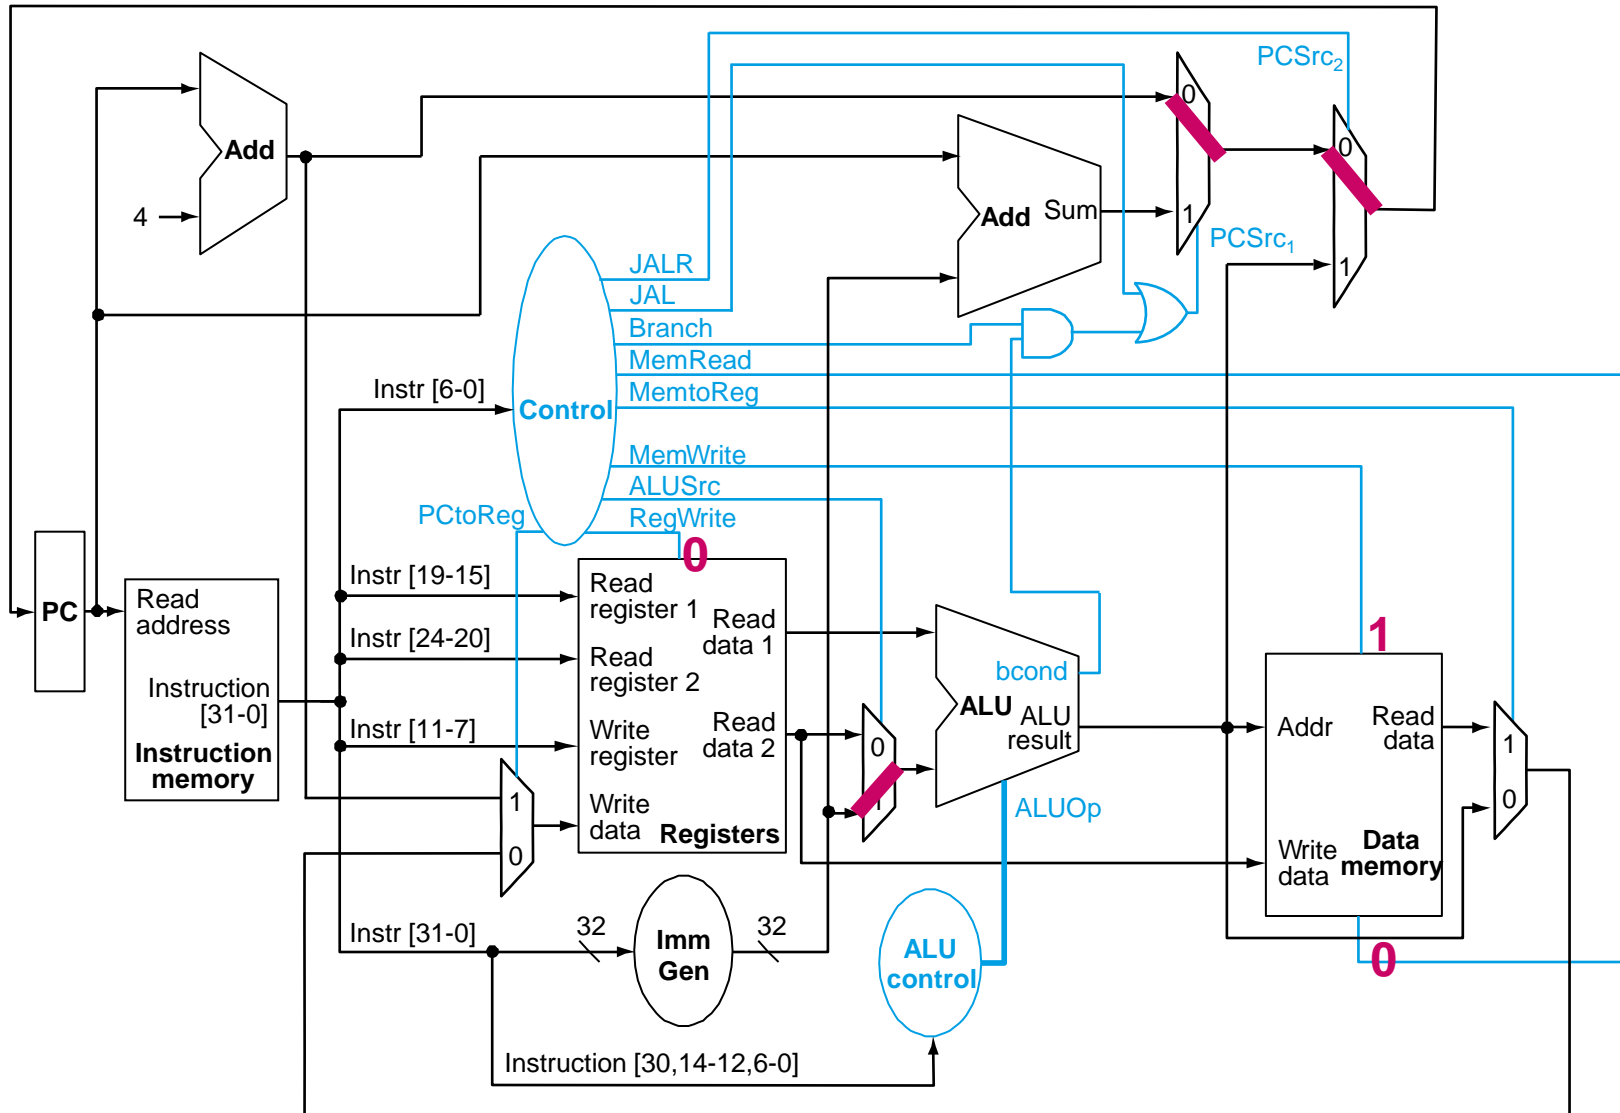 PCSrc2
0
0
Add
4
Add
Sum
1
PCSrc1
1
JALR
JAL
Branch
MemRead
MemtoReg
Instr [6-0]
Control
MemWrite
ALUSrc
PCtoReg
RegWrite
0
PC
Read
address
Instruction
[31-0]
Instruction
memory
Instr [19-15]
Instr [24-20]
Instr [11-7]
Read
register 1
Read
register 2
Write
register
Write
data
Registers
Read
data 1
Read
data 2
1
0
0
1
bcond
ALU
ALU
result
ALUOp
1
Addr
Read
data
Write
data
Data
memory
1
0
0
Instr [31-0]
32
Imm
Gen
32
ALU
control
Instruction [30,14-12,6-0]